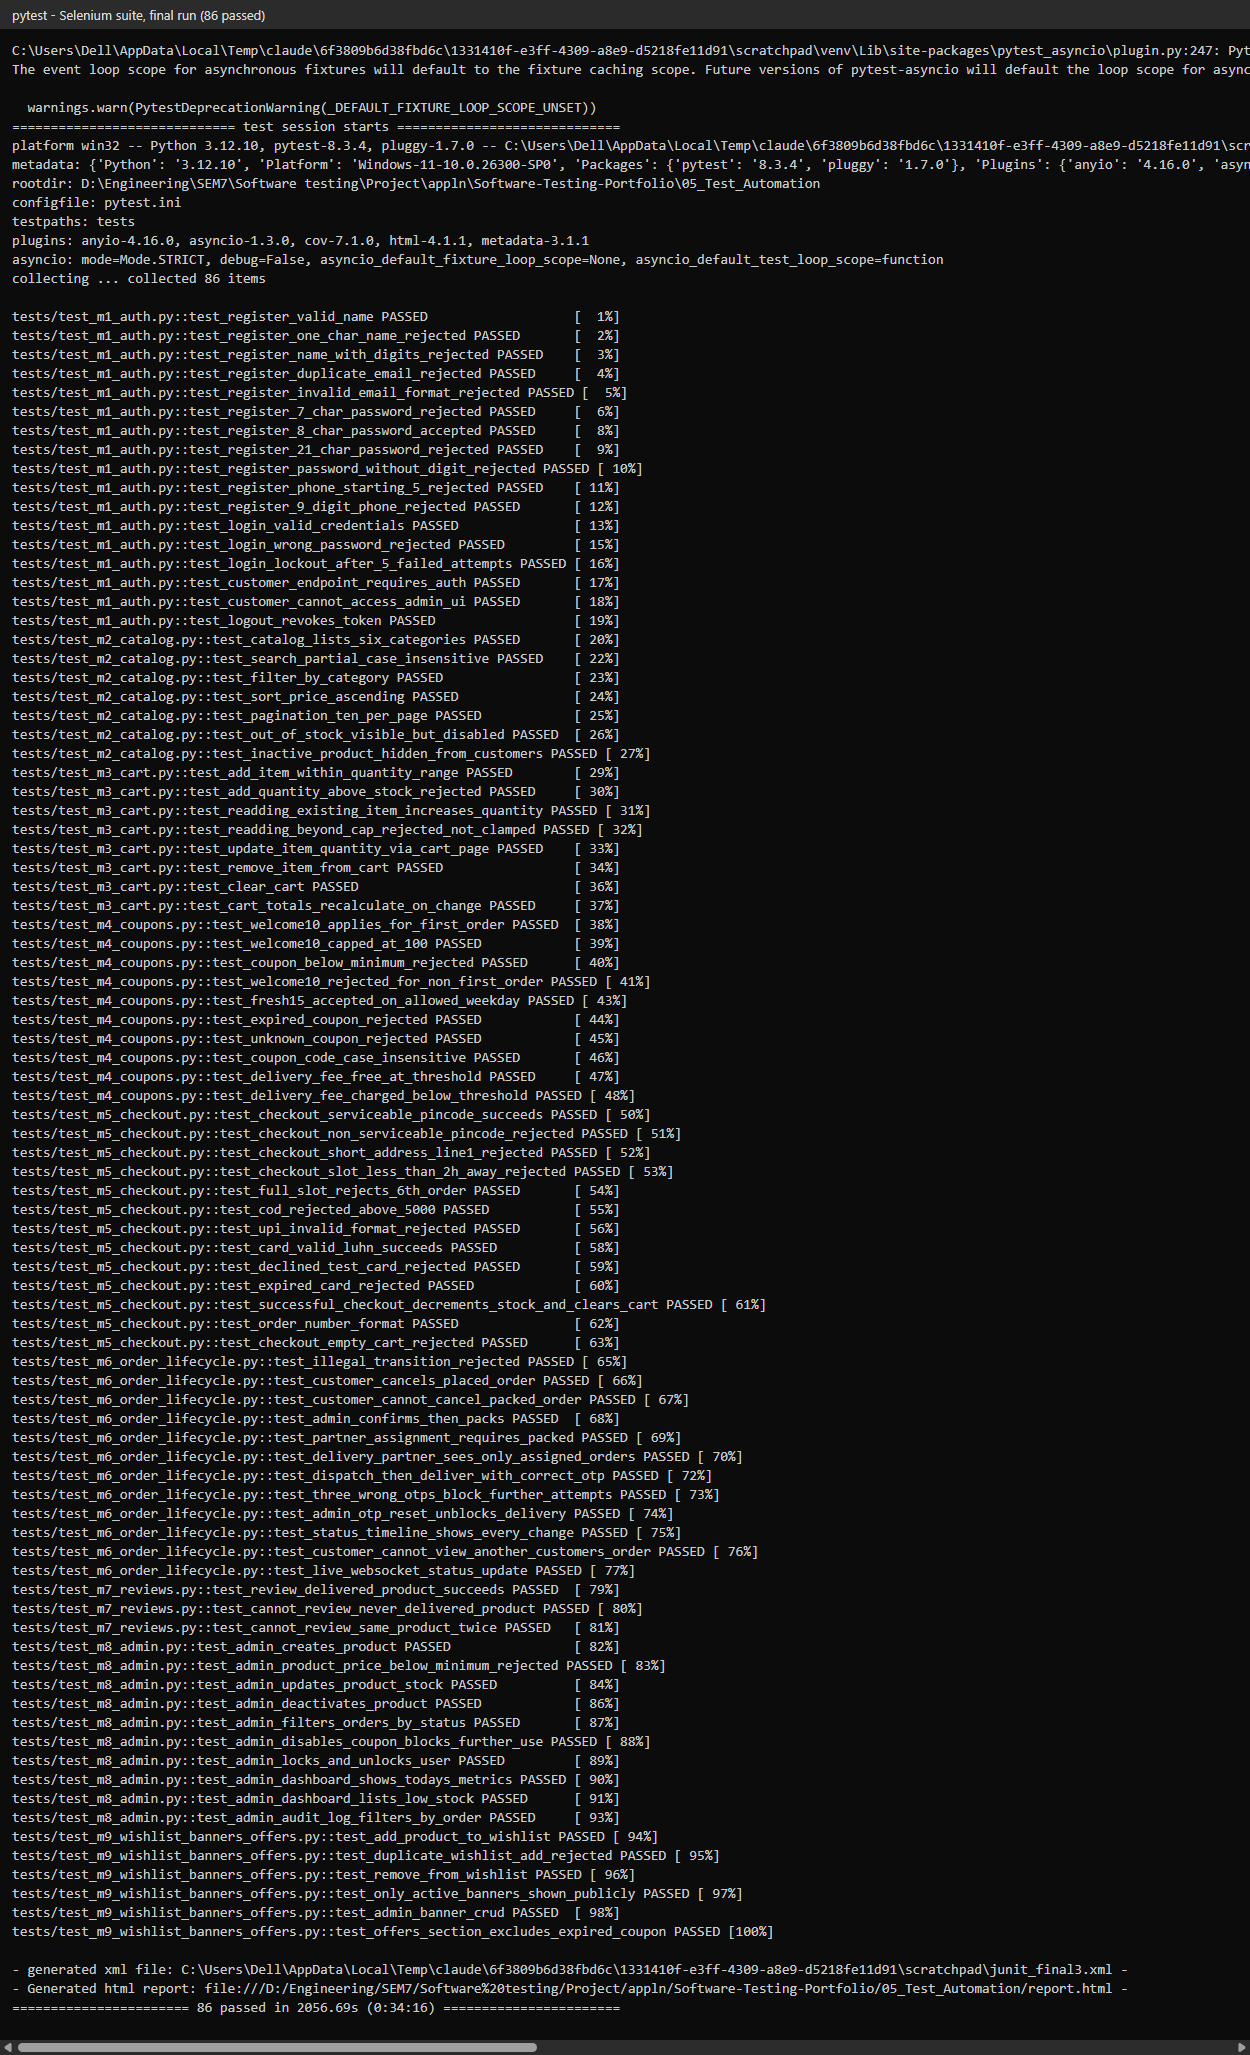 pytest - Selenium suite, final run (86 passed)
C:\Users\Dell\AppData\Local\Temp\claude\6f3809b6d38fbd6c\1331410f-e3ff-4309-a8e9-d5218fe11d91\scratchpad\venv\Lib\site-packages\pytest_asyncio\plugin.py:247: Pyt
The event loop scope for asynchronous fixtures will default to the fixture caching scope. Future versions of pytest-asyncio will default the loop scope for async
warnings.warn(PytestDeprecationWarning(_DEFAULT_FIXTURE_LOOP_SCOPE_UNSET))
============================= test session starts =============================
platform win32 -- Python 3.12.10, pytest-8.3.4, pluggy-1.7.0 -- C:\Users\Dell\AppData\Local\Temp\claude\6f3809b6d38fbd6c\1331410f-e3ff-4309-a8e9-d5218fe11d91\scr
metadata: {'Python': '3.12.10', 'Platform': 'Windows-11-10.0.26300-SP0', 'Packages': {'pytest': '8.3.4', 'pluggy': '1.7.0'}, 'Plugins': {'anyio': '4.16.0', 'asyn
rootdir: D:\Engineering\SEM7\Software testing\Project\appln\Software-Testing-Portfolio\05_Test_Automation
configfile: pytest.ini
testpaths: tests
plugins: anyio-4.16.0, asyncio-1.3.0, cov-7.1.0, html-4.1.1, metadata-3.1.1
asyncio: mode=Mode.STRICT, debug=False, asyncio_default_fixture_loop_scope=None, asyncio_default_test_loop_scope=function
collecting ... collected 86 items
tests/test_m1_auth.py::test_register_valid_name PASSED [  1%]
tests/test_m1_auth.py::test_register_one_char_name_rejected PASSED [  2%]
tests/test_m1_auth.py::test_register_name_with_digits_rejected PASSED [  3%]
tests/test_m1_auth.py::test_register_duplicate_email_rejected PASSED [  4%]
tests/test_m1_auth.py::test_register_invalid_email_format_rejected PASSED [  5%]
tests/test_m1_auth.py::test_register_7_char_password_rejected PASSED [  6%]
tests/test_m1_auth.py::test_register_8_char_password_accepted PASSED [  8%]
tests/test_m1_auth.py::test_register_21_char_password_rejected PASSED [  9%]
tests/test_m1_auth.py::test_register_password_without_digit_rejected PASSED [ 10%]
tests/test_m1_auth.py::test_register_phone_starting_5_rejected PASSED [ 11%]
tests/test_m1_auth.py::test_register_9_digit_phone_rejected PASSED [ 12%]
tests/test_m1_auth.py::test_login_valid_credentials PASSED [ 13%]
tests/test_m1_auth.py::test_login_wrong_password_rejected PASSED [ 15%]
tests/test_m1_auth.py::test_login_lockout_after_5_failed_attempts PASSED [ 16%]
tests/test_m1_auth.py::test_customer_endpoint_requires_auth PASSED [ 17%]
tests/test_m1_auth.py::test_customer_cannot_access_admin_ui PASSED [ 18%]
tests/test_m1_auth.py::test_logout_revokes_token PASSED [ 19%]
tests/test_m2_catalog.py::test_catalog_lists_six_categories PASSED [ 20%]
tests/test_m2_catalog.py::test_search_partial_case_insensitive PASSED [ 22%]
tests/test_m2_catalog.py::test_filter_by_category PASSED [ 23%]
tests/test_m2_catalog.py::test_sort_price_ascending PASSED [ 24%]
tests/test_m2_catalog.py::test_pagination_ten_per_page PASSED [ 25%]
tests/test_m2_catalog.py::test_out_of_stock_visible_but_disabled PASSED [ 26%]
tests/test_m2_catalog.py::test_inactive_product_hidden_from_customers PASSED [ 27%]
tests/test_m3_cart.py::test_add_item_within_quantity_range PASSED [ 29%]
tests/test_m3_cart.py::test_add_quantity_above_stock_rejected PASSED [ 30%]
tests/test_m3_cart.py::test_readding_existing_item_increases_quantity PASSED [ 31%]
tests/test_m3_cart.py::test_readding_beyond_cap_rejected_not_clamped PASSED [ 32%]
tests/test_m3_cart.py::test_update_item_quantity_via_cart_page PASSED [ 33%]
tests/test_m3_cart.py::test_remove_item_from_cart PASSED [ 34%]
tests/test_m3_cart.py::test_clear_cart PASSED [ 36%]
tests/test_m3_cart.py::test_cart_totals_recalculate_on_change PASSED [ 37%]
tests/test_m4_coupons.py::test_welcome10_applies_for_first_order PASSED [ 38%]
tests/test_m4_coupons.py::test_welcome10_capped_at_100 PASSED [ 39%]
tests/test_m4_coupons.py::test_coupon_below_minimum_rejected PASSED [ 40%]
tests/test_m4_coupons.py::test_welcome10_rejected_for_non_first_order PASSED [ 41%]
tests/test_m4_coupons.py::test_fresh15_accepted_on_allowed_weekday PASSED [ 43%]
tests/test_m4_coupons.py::test_expired_coupon_rejected PASSED [ 44%]
tests/test_m4_coupons.py::test_unknown_coupon_rejected PASSED [ 45%]
tests/test_m4_coupons.py::test_coupon_code_case_insensitive PASSED [ 46%]
tests/test_m4_coupons.py::test_delivery_fee_free_at_threshold PASSED [ 47%]
tests/test_m4_coupons.py::test_delivery_fee_charged_below_threshold PASSED [ 48%]
tests/test_m5_checkout.py::test_checkout_serviceable_pincode_succeeds PASSED [ 50%]
tests/test_m5_checkout.py::test_checkout_non_serviceable_pincode_rejected PASSED [ 51%]
tests/test_m5_checkout.py::test_checkout_short_address_line1_rejected PASSED [ 52%]
tests/test_m5_checkout.py::test_checkout_slot_less_than_2h_away_rejected PASSED [ 53%]
tests/test_m5_checkout.py::test_full_slot_rejects_6th_order PASSED [ 54%]
tests/test_m5_checkout.py::test_cod_rejected_above_5000 PASSED [ 55%]
tests/test_m5_checkout.py::test_upi_invalid_format_rejected PASSED [ 56%]
tests/test_m5_checkout.py::test_card_valid_luhn_succeeds PASSED [ 58%]
tests/test_m5_checkout.py::test_declined_test_card_rejected PASSED [ 59%]
tests/test_m5_checkout.py::test_expired_card_rejected PASSED [ 60%]
tests/test_m5_checkout.py::test_successful_checkout_decrements_stock_and_clears_cart PASSED [ 61%]
tests/test_m5_checkout.py::test_order_number_format PASSED [ 62%]
tests/test_m5_checkout.py::test_checkout_empty_cart_rejected PASSED [ 63%]
tests/test_m6_order_lifecycle.py::test_illegal_transition_rejected PASSED [ 65%]
tests/test_m6_order_lifecycle.py::test_customer_cancels_placed_order PASSED [ 66%]
tests/test_m6_order_lifecycle.py::test_customer_cannot_cancel_packed_order PASSED [ 67%]
tests/test_m6_order_lifecycle.py::test_admin_confirms_then_packs PASSED [ 68%]
tests/test_m6_order_lifecycle.py::test_partner_assignment_requires_packed PASSED [ 69%]
tests/test_m6_order_lifecycle.py::test_delivery_partner_sees_only_assigned_orders PASSED [ 70%]
tests/test_m6_order_lifecycle.py::test_dispatch_then_deliver_with_correct_otp PASSED [ 72%]
tests/test_m6_order_lifecycle.py::test_three_wrong_otps_block_further_attempts PASSED [ 73%]
tests/test_m6_order_lifecycle.py::test_admin_otp_reset_unblocks_delivery PASSED [ 74%]
tests/test_m6_order_lifecycle.py::test_status_timeline_shows_every_change PASSED [ 75%]
tests/test_m6_order_lifecycle.py::test_customer_cannot_view_another_customers_order PASSED [ 76%]
tests/test_m6_order_lifecycle.py::test_live_websocket_status_update PASSED [ 77%]
tests/test_m7_reviews.py::test_review_delivered_product_succeeds PASSED [ 79%]
tests/test_m7_reviews.py::test_cannot_review_never_delivered_product PASSED [ 80%]
tests/test_m7_reviews.py::test_cannot_review_same_product_twice PASSED [ 81%]
tests/test_m8_admin.py::test_admin_creates_product PASSED [ 82%]
tests/test_m8_admin.py::test_admin_product_price_below_minimum_rejected PASSED [ 83%]
tests/test_m8_admin.py::test_admin_updates_product_stock PASSED [ 84%]
tests/test_m8_admin.py::test_admin_deactivates_product PASSED [ 86%]
tests/test_m8_admin.py::test_admin_filters_orders_by_status PASSED [ 87%]
tests/test_m8_admin.py::test_admin_disables_coupon_blocks_further_use PASSED [ 88%]
tests/test_m8_admin.py::test_admin_locks_and_unlocks_user PASSED [ 89%]
tests/test_m8_admin.py::test_admin_dashboard_shows_todays_metrics PASSED [ 90%]
tests/test_m8_admin.py::test_admin_dashboard_lists_low_stock PASSED [ 91%]
tests/test_m8_admin.py::test_admin_audit_log_filters_by_order PASSED [ 93%]
tests/test_m9_wishlist_banners_offers.py::test_add_product_to_wishlist PASSED [ 94%]
tests/test_m9_wishlist_banners_offers.py::test_duplicate_wishlist_add_rejected PASSED [ 95%]
tests/test_m9_wishlist_banners_offers.py::test_remove_from_wishlist PASSED [ 96%]
tests/test_m9_wishlist_banners_offers.py::test_only_active_banners_shown_publicly PASSED [ 97%]
tests/test_m9_wishlist_banners_offers.py::test_admin_banner_crud PASSED [ 98%]
tests/test_m9_wishlist_banners_offers.py::test_offers_section_excludes_expired_coupon PASSED [100%]
- generated xml file: C:\Users\Dell\AppData\Local\Temp\claude\6f3809b6d38fbd6c\1331410f-e3ff-4309-a8e9-d5218fe11d91\scratchpad\junit_final3.xml -
- Generated html report: file:///D:/Engineering/SEM7/Software%20testing/Project/appln/Software-Testing-Portfolio/05_Test_Automation/report.html -
======================= 86 passed in 2056.69s (0:34:16) =======================